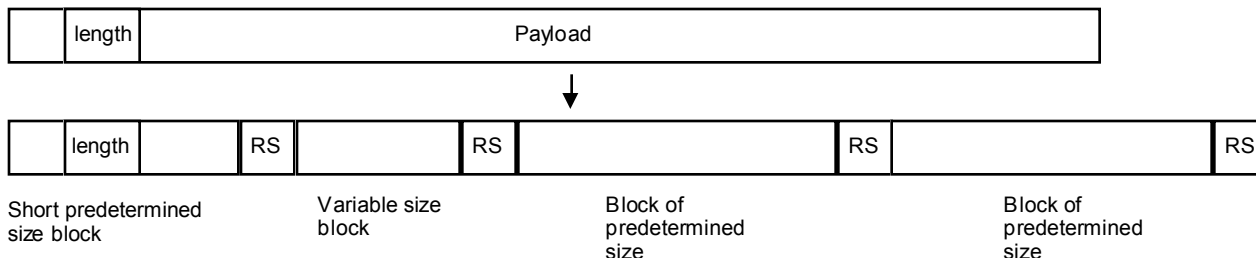 length Payload
length RS RS RS RS
Short predetermined
size block
Variable size
block
Block of
predetermined
size
Block of
predetermined
size